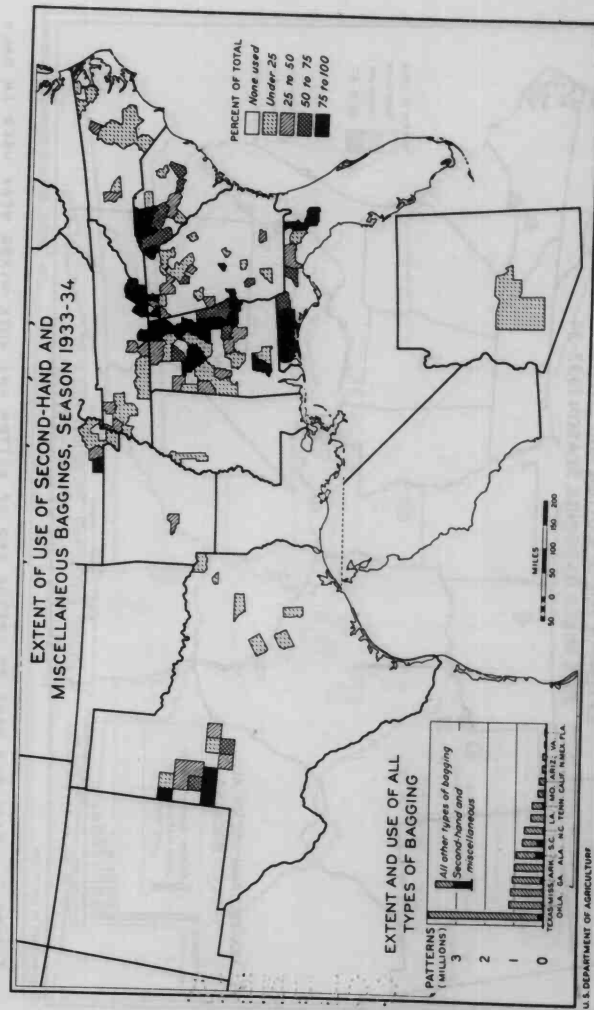 EXTENT OF USE OF SECOND-HAND AND
MISCELLANEOUS BAGGINGS, SEASON 1933-34
PERCENT OF TOTAL
None used
Under 25
25 to 50
50 to 75
75 to 100
EXTENT AND USE OF ALL
TYPES OF BAGGING
PATTERNS
(MILLIONS)
All other types of bagging
Second-hand and
miscellaneous
3
2
1
0
TEXAS MISS. ARK. S.C. LA. MO. ARIZ. VA.
OKLA. GA. ALA. N.C. TENN. CALIF. N.MEX. FLA.
MILES
50 0 50 100 150 200
U. S. DEPARTMENT OF AGRICULTURE